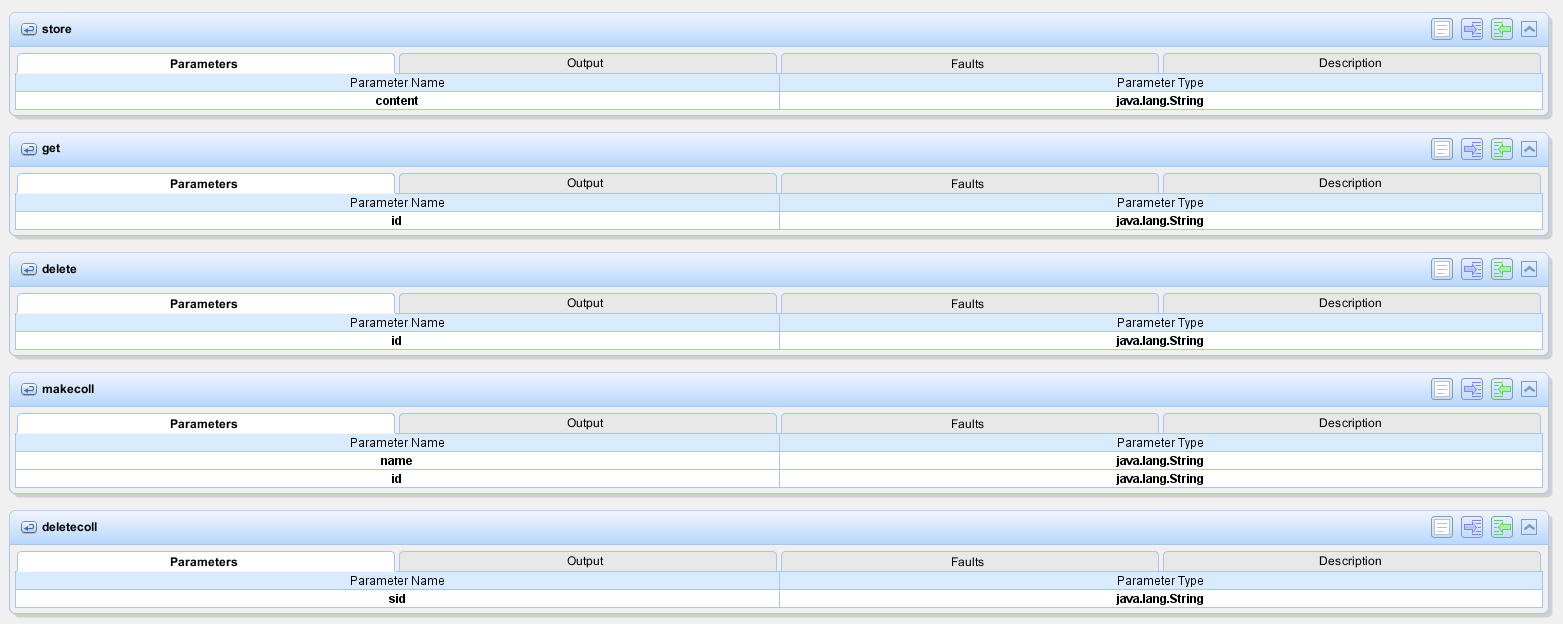 store
Parameters Output Faults Description
Parameter Name Parameter Type
content java.lang.String
get
Parameters Output Faults Description
Parameter Name Parameter Type
id java.lang.String
delete
Parameters Output Faults Description
Parameter Name Parameter Type
id java.lang.String
makecoll
Parameters Output Faults Description
Parameter Name Parameter Type
name java.lang.String
id java.lang.String
deletecoll
Parameters Output Faults Description
Parameter Name Parameter Type
sid java.lang.String